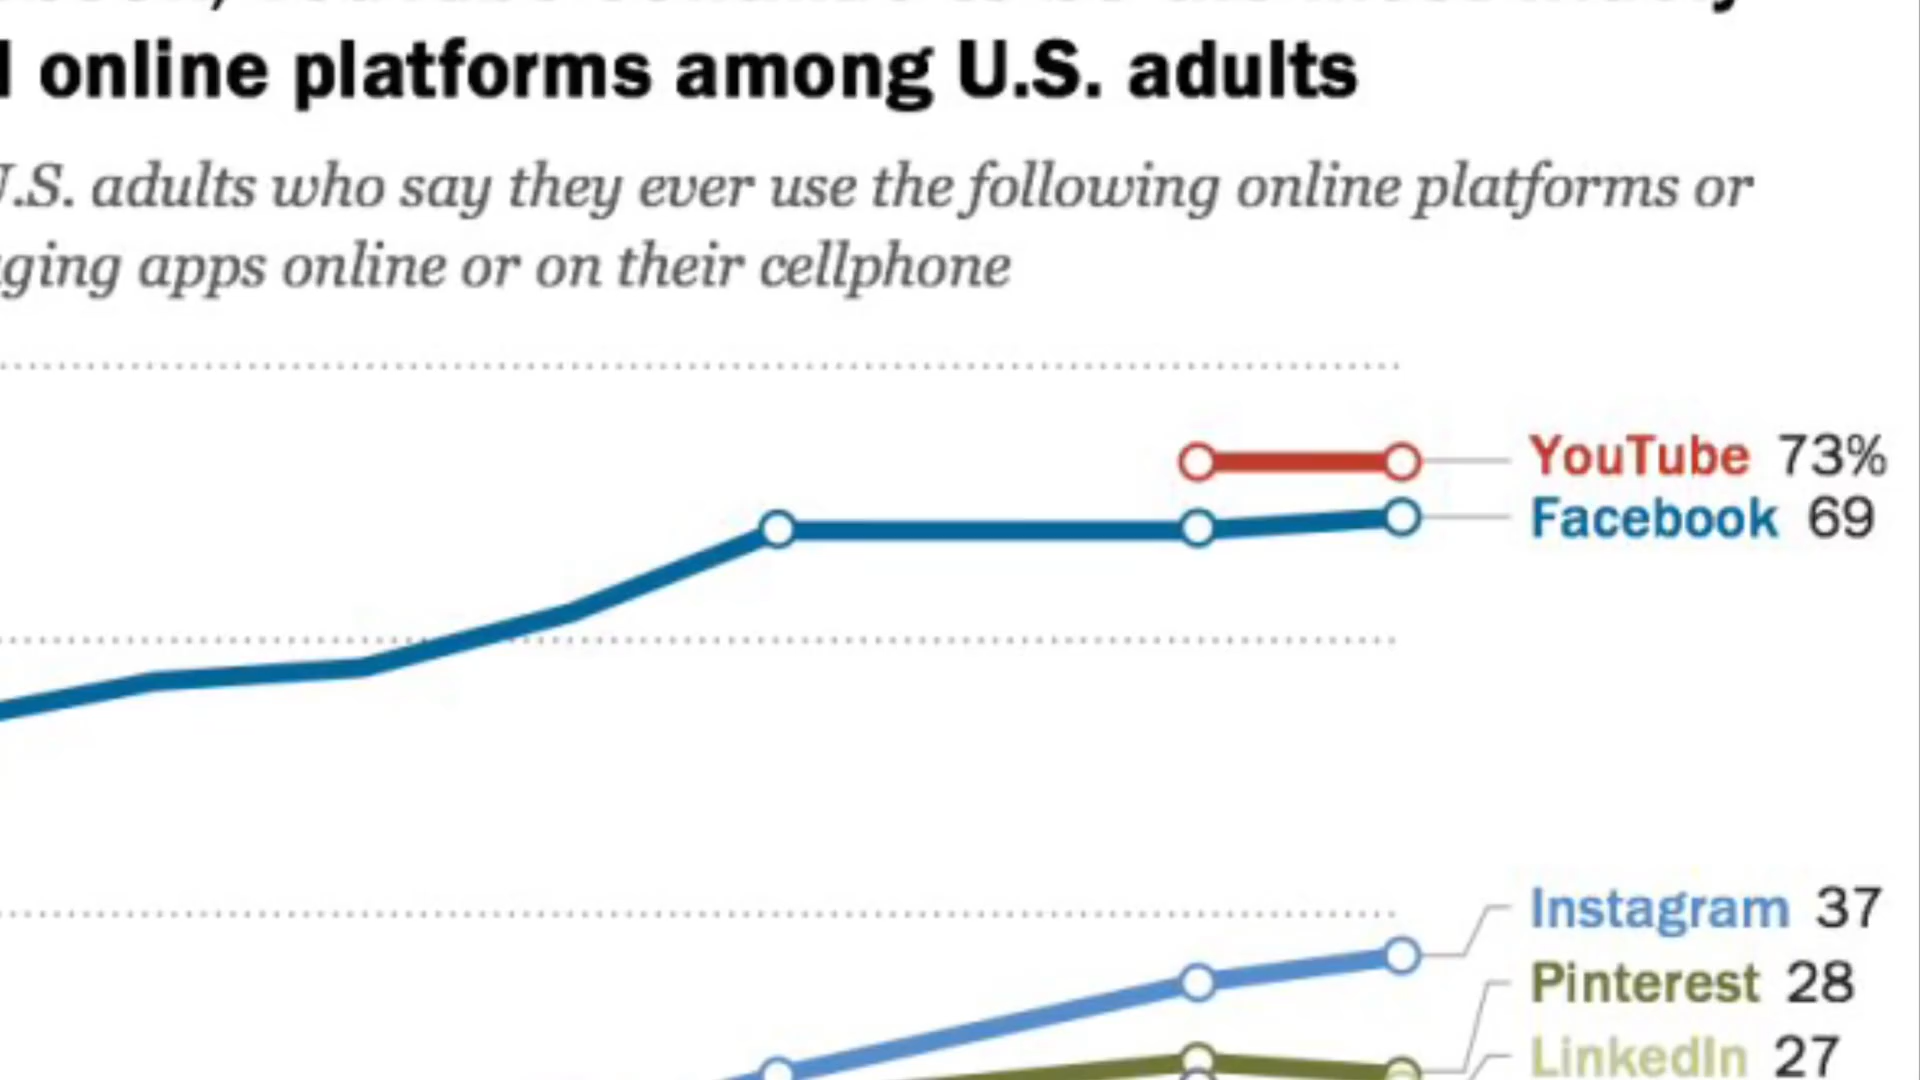 online platforms among U.S. adults
U.S. adults who say they ever use the following online platforms or
apps online or on their cellphone
YouTube 73%
Facebook 69
Instagram 37
Pinterest 28
LinkedIn 27